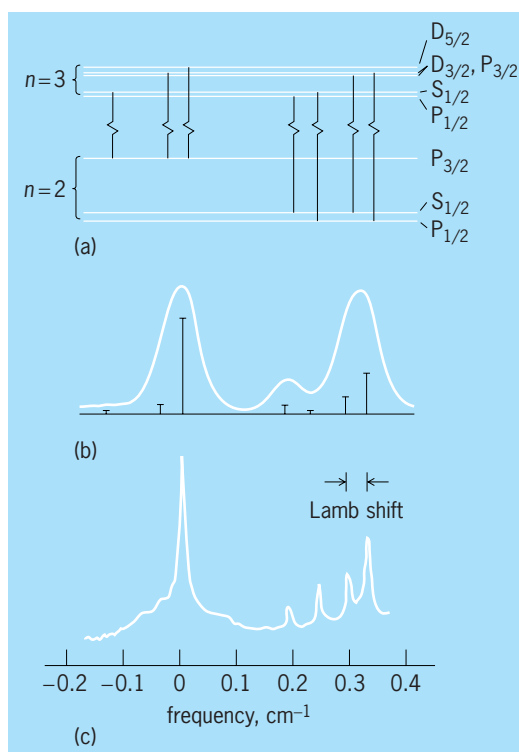 D5/2
D3/2, P3/2
n=3
S1/2
P1/2
P3/2
n=2
S1/2
P1/2
(a)
(b)
Lamb shift
−0.2 −0.1 0 0.1 0.2 0.3 0.4
frequency, cm−1
(c)